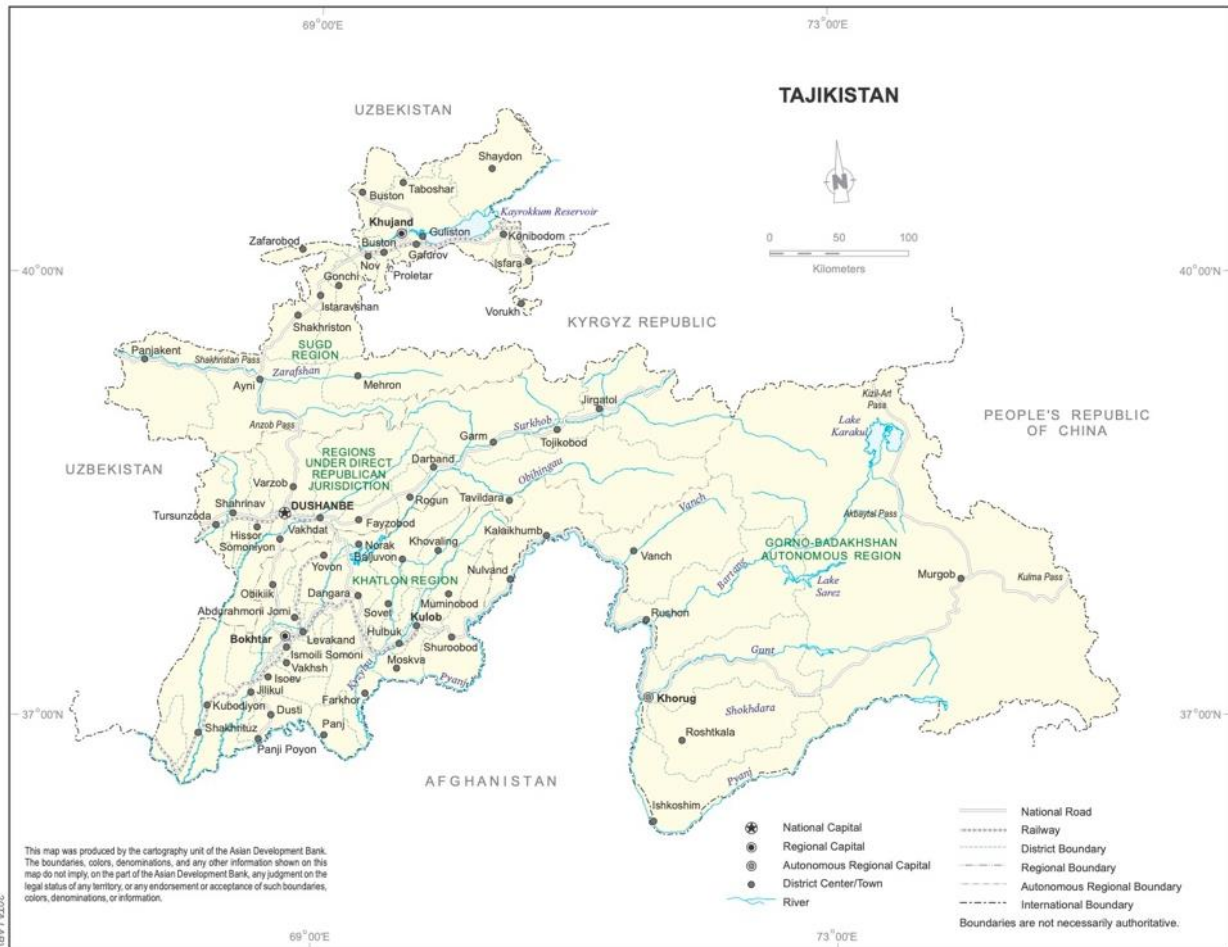 69°00'E
73°00'E
TAJIKISTAN
UZBEKISTAN
N
Shaydon
Taboshar
Buston
Kayrokkum Reservoir
Khujand
Guliston
Konibodom
Zafarobod
Buston
Gafdrov
0 50 100
Kilometers
Nov
Proletar
Isfara
40°00'N
40°00'N
Gonchi
Istaravshan
Vorukh
Shakhriston
KYRGYZ REPUBLIC
SUGD
REGION
Panjakent
Shakhristan Pass
Zarafshan
Ayni
Mehron
Jirgatol
Kizil-Art
Pass
PEOPLE'S REPUBLIC
OF CHINA
Lake
Karakul
Anzob Pass
Surkhob
Garm
Tojikobod
UZBEKISTAN
REGIONS
UNDER DIRECT
REPUBLICAN
JURISDICTION
Darband
Obihingau
Varzob
Rogun
Tavildara
Vanch
Shahrinav
DUSHANBE
Tursunzoda
Fayzobod
Akbaytal Pass
Hissor
Vakhdat
Kalaikhumb
Somoniyon
Norak
Khovaling
Baljuvon
Vanch
GORNO-BADAKHSHAN
AUTONOMOUS REGION
Yovon
Nulvand
Bartang
Lake
Sarez
Murgob
Kulma Pass
KHATLON REGION
Obikiik
Dangara
Muminobod
Abdurahmoni Jomi
Sovet
Kulob
Rushon
Bokhtar
Levakand
Hulbuk
Shuroobod
Ismoili Somoni
Gunt
Vakhsh
Moskva
Kyzylsu
Pyanj
Isoev
Jilikul
Farkhor
Khorug
Kubodiyon
Dusti
Shokhdara
37°00'N
37°00'N
Shakhrituz
Panj
Roshtkala
Panji Poyon
AFGHANISTAN
Pyanj
Ishkoshim
National Capital
Regional Capital
Autonomous Regional Capital
District Center/Town
River
National Road
Railway
District Boundary
Regional Boundary
Autonomous Regional Boundary
International Boundary
Boundaries are not necessarily authoritative.
This map was produced by the cartography unit of the Asian Development Bank.
The boundaries, colors, denominations, and any other information shown on this
map do not imply, on the part of the Asian Development Bank, any judgment on the
legal status of any territory, or any endorsement or acceptance of such boundaries,
colors, denominations, or information.
69°00'E
73°00'E